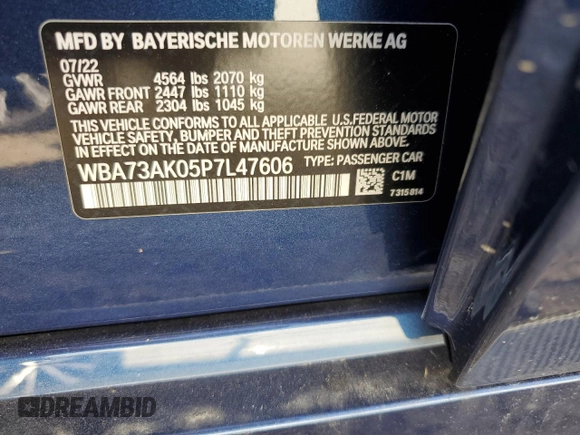 MFD BY BAYERISCHE MOTOREN WERKE AG
07/22
GVWR 4564 lbs 2070 kg
GAWR FRONT 2447 lbs 1110 kg
GAWR REAR 2304 lbs 1045 kg
THIS VEHICLE CONFORMS TO ALL APPLICABLE U.S.FEDERAL MOTOR
VEHICLE SAFETY, BUMPER AND THEFT PREVENTION STANDARDS
IN EFFECT ON THE DATE OF MANUFACTURE SHOWN ABOVE.
WBA73AK05P7L47606 TYPE: PASSENGER CAR
C1M
7315814
DREAMBID